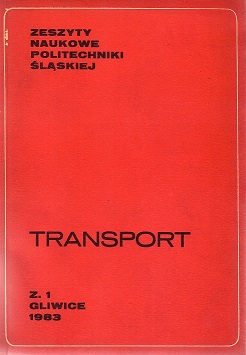 ZESZYTY
NAUKOWE
POLITECHNIKI
ŚLĄSKIEJ
TRANSPORT
Z. 1
GLIWICE
1983